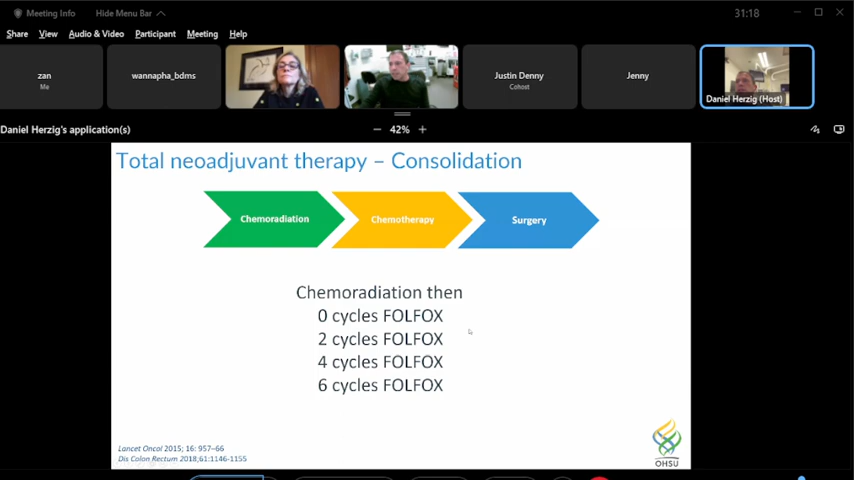 Meeting Info
Hide Menu Bar
31:18
Share View Audio & Video Participant Meeting Help
zan
Me
wannapha_bdms
Justin Denny
Cohost
Jenny
Daniel Herzig (Host)
Daniel Herzig's application(s)
− 42% +
Total neoadjuvant therapy – Consolidation
Chemoradiation
Chemotherapy
Surgery
Chemoradiation then
0 cycles FOLFOX
2 cycles FOLFOX
4 cycles FOLFOX
6 cycles FOLFOX
Lancet Oncol 2015; 16: 957–66
Dis Colon Rectum 2018;61:1146-1155
OHSU